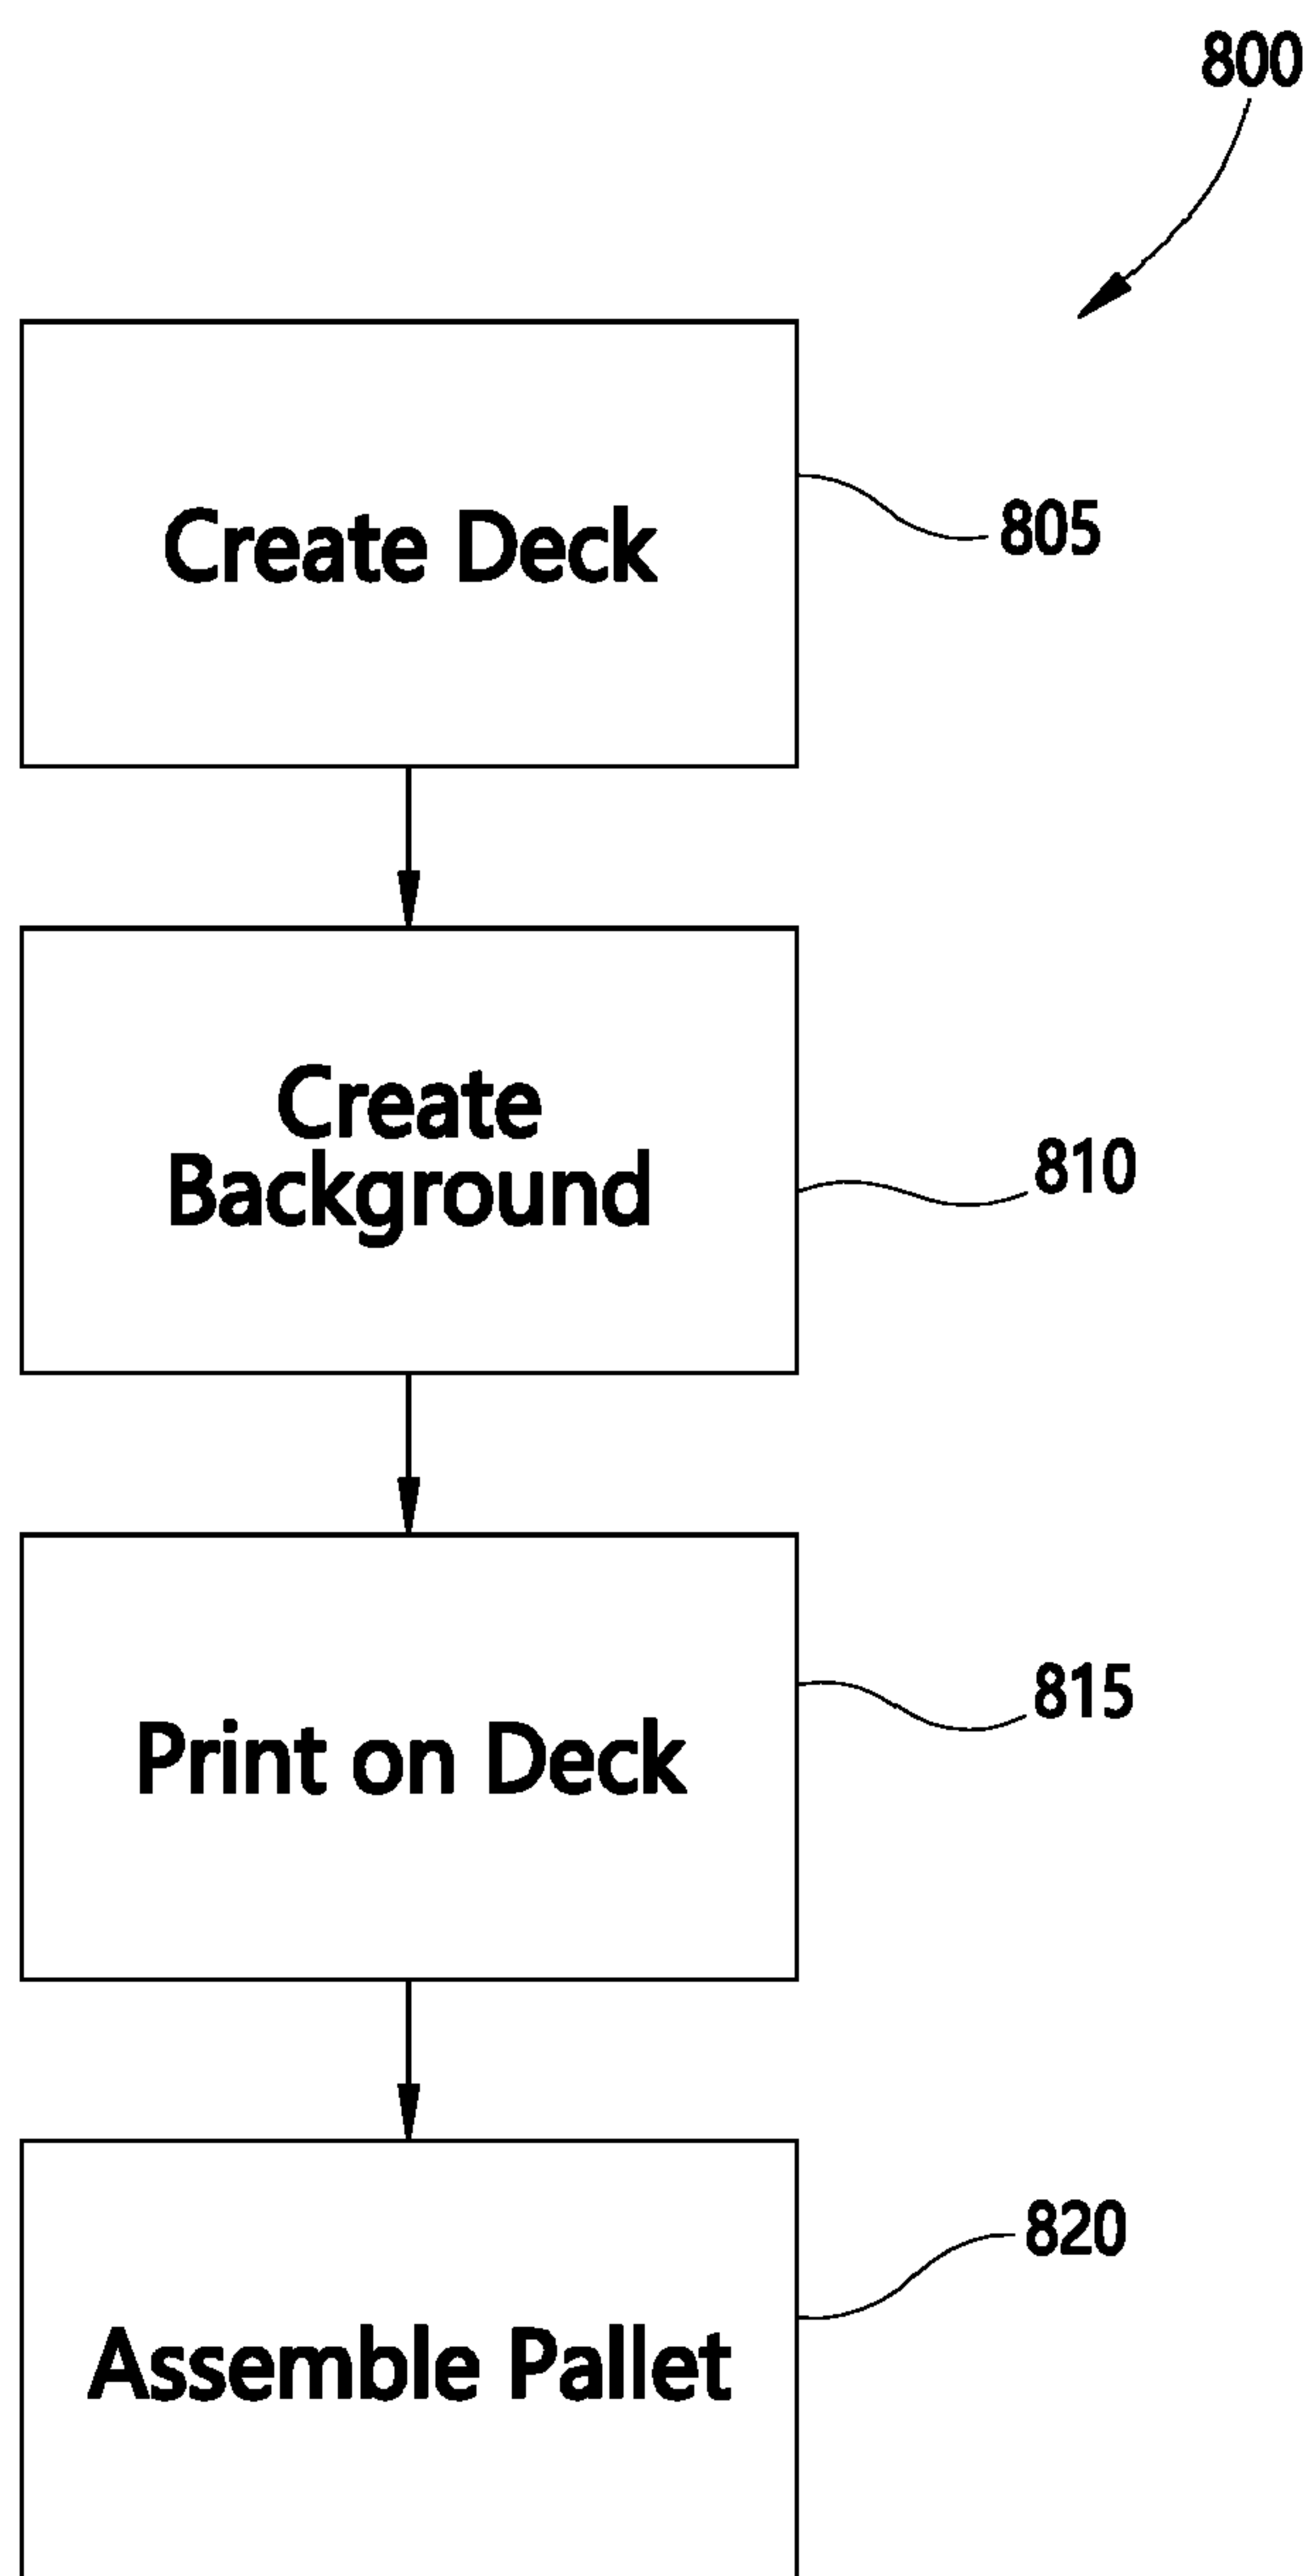 800
Create Deck
805
Create
Background
810
815
Print on Deck
820
Assemble Pallet